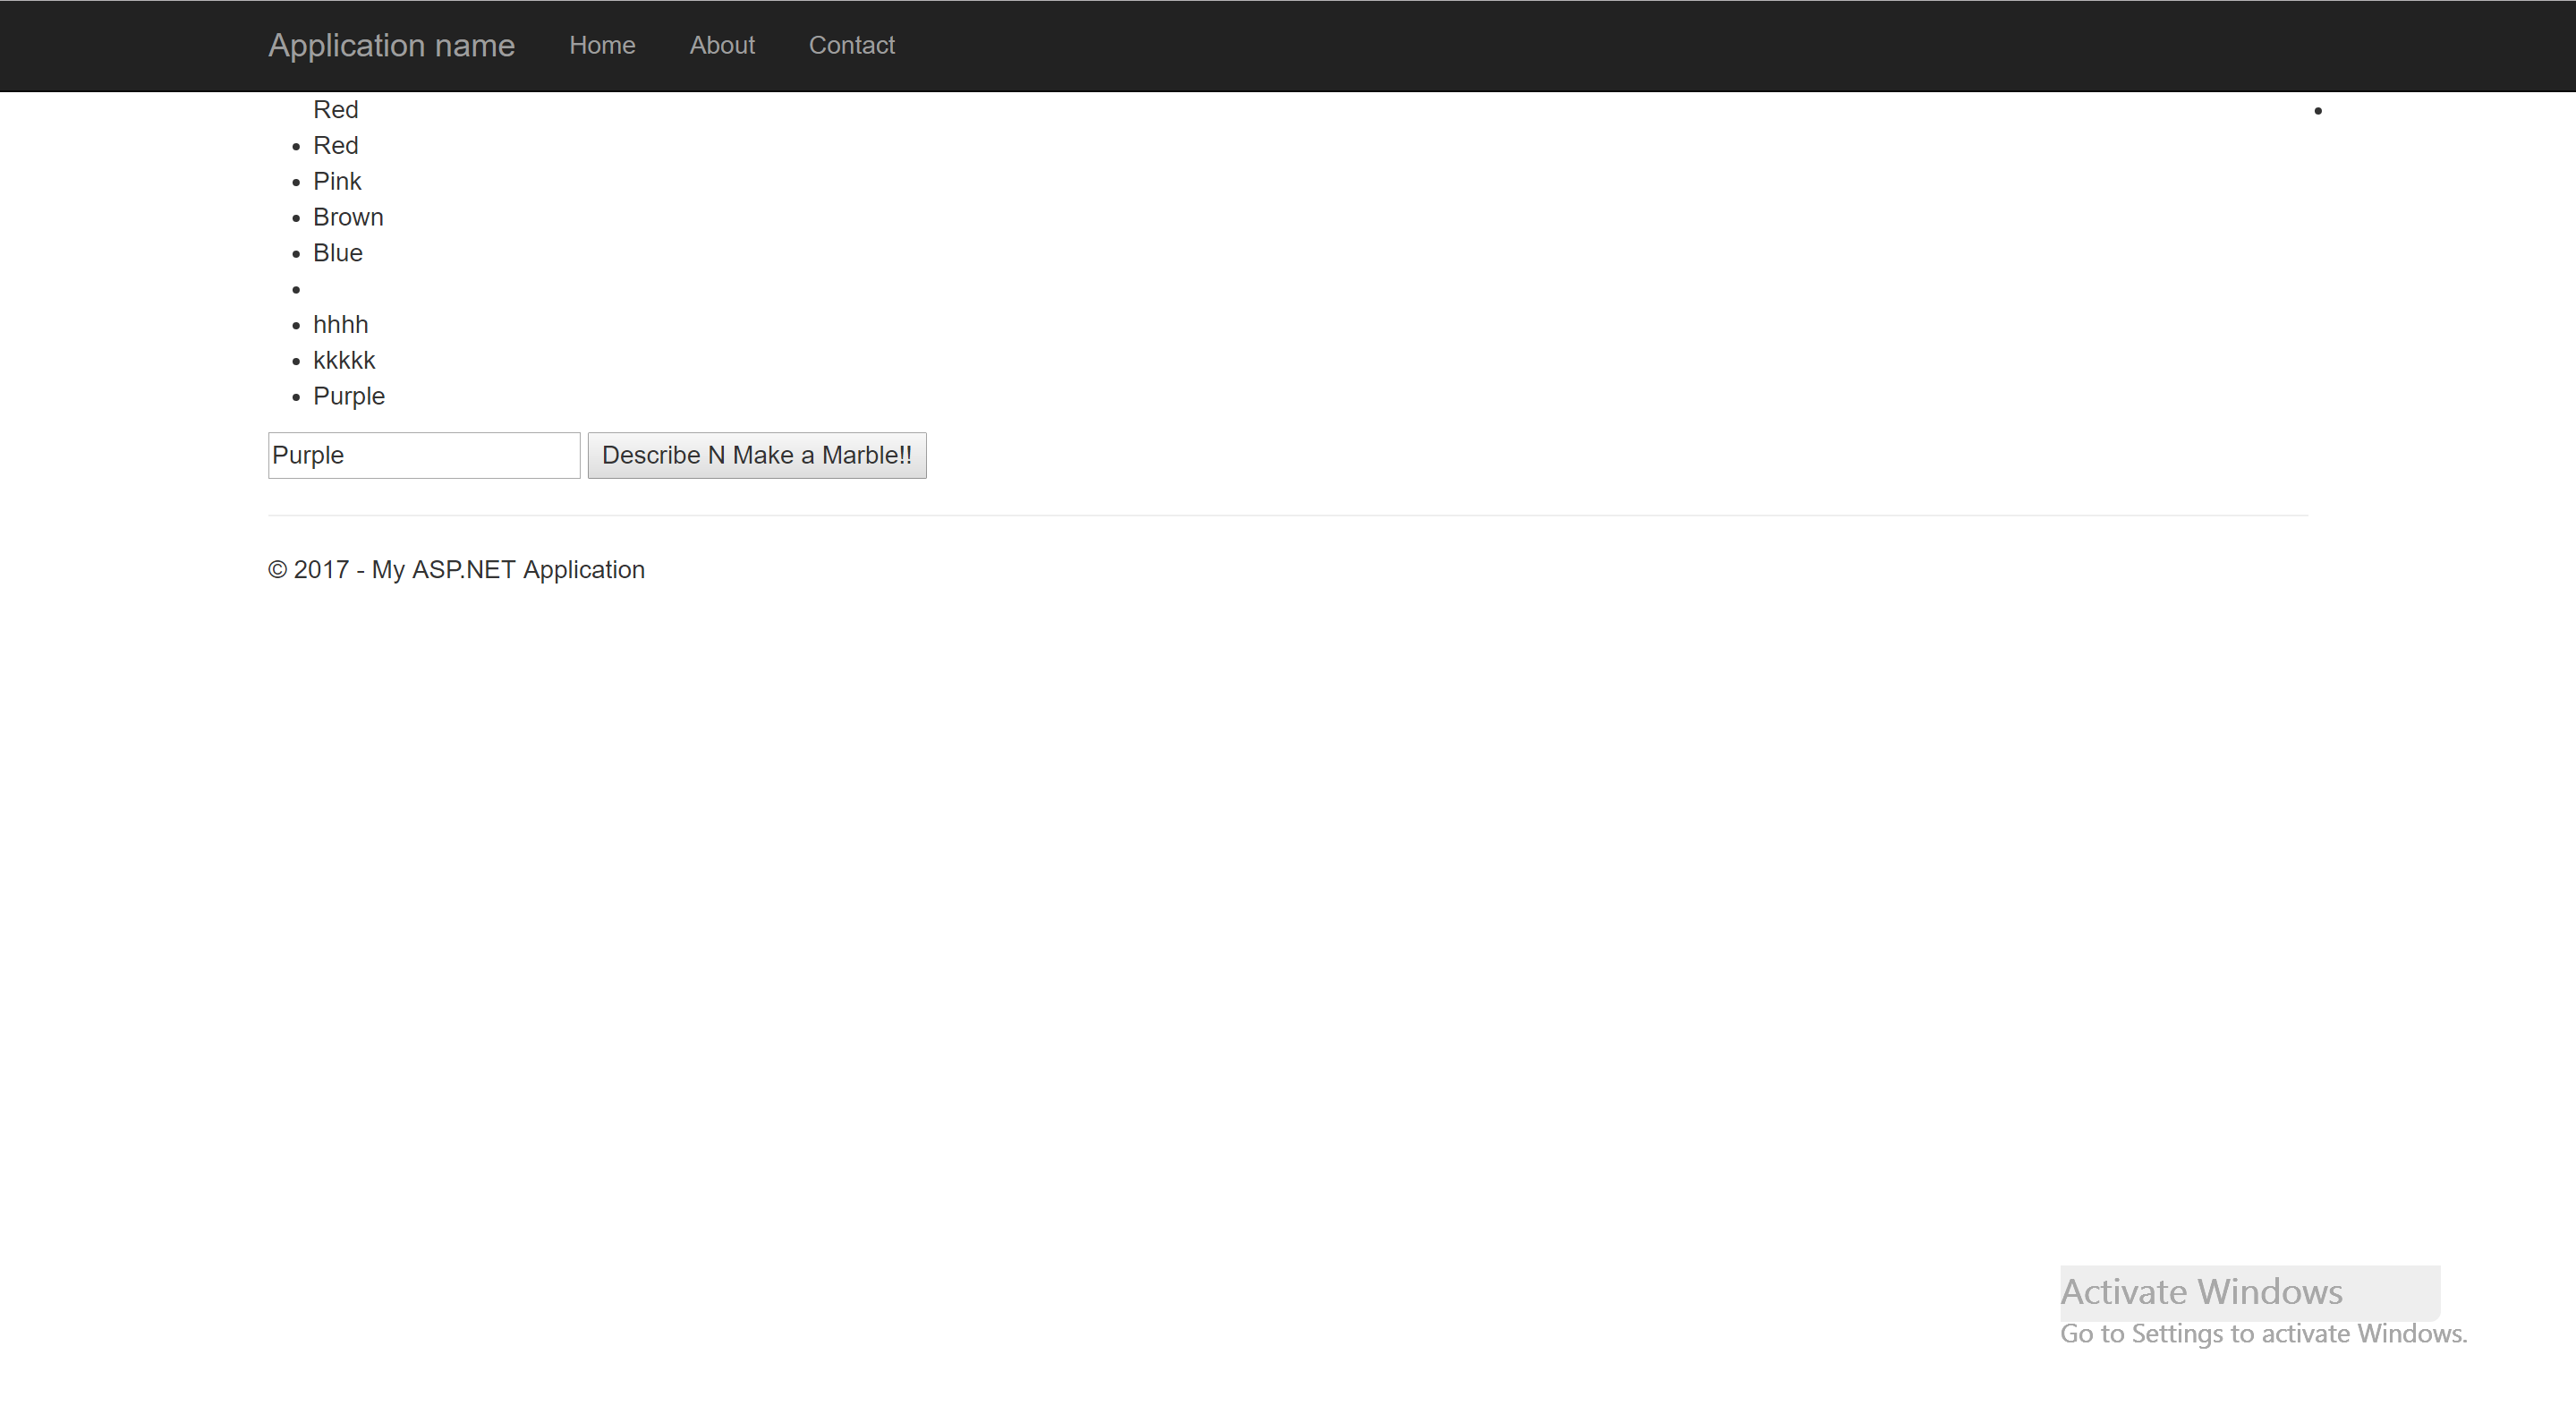 Application name Home About Contact
Red
• Red
• Pink
• Brown
• Blue
•
• hhhh
• kkkkk
• Purple
•
Purple Describe N Make a Marble!!
© 2017 - My ASP.NET Application
Activate Windows
Go to Settings to activate Windows.